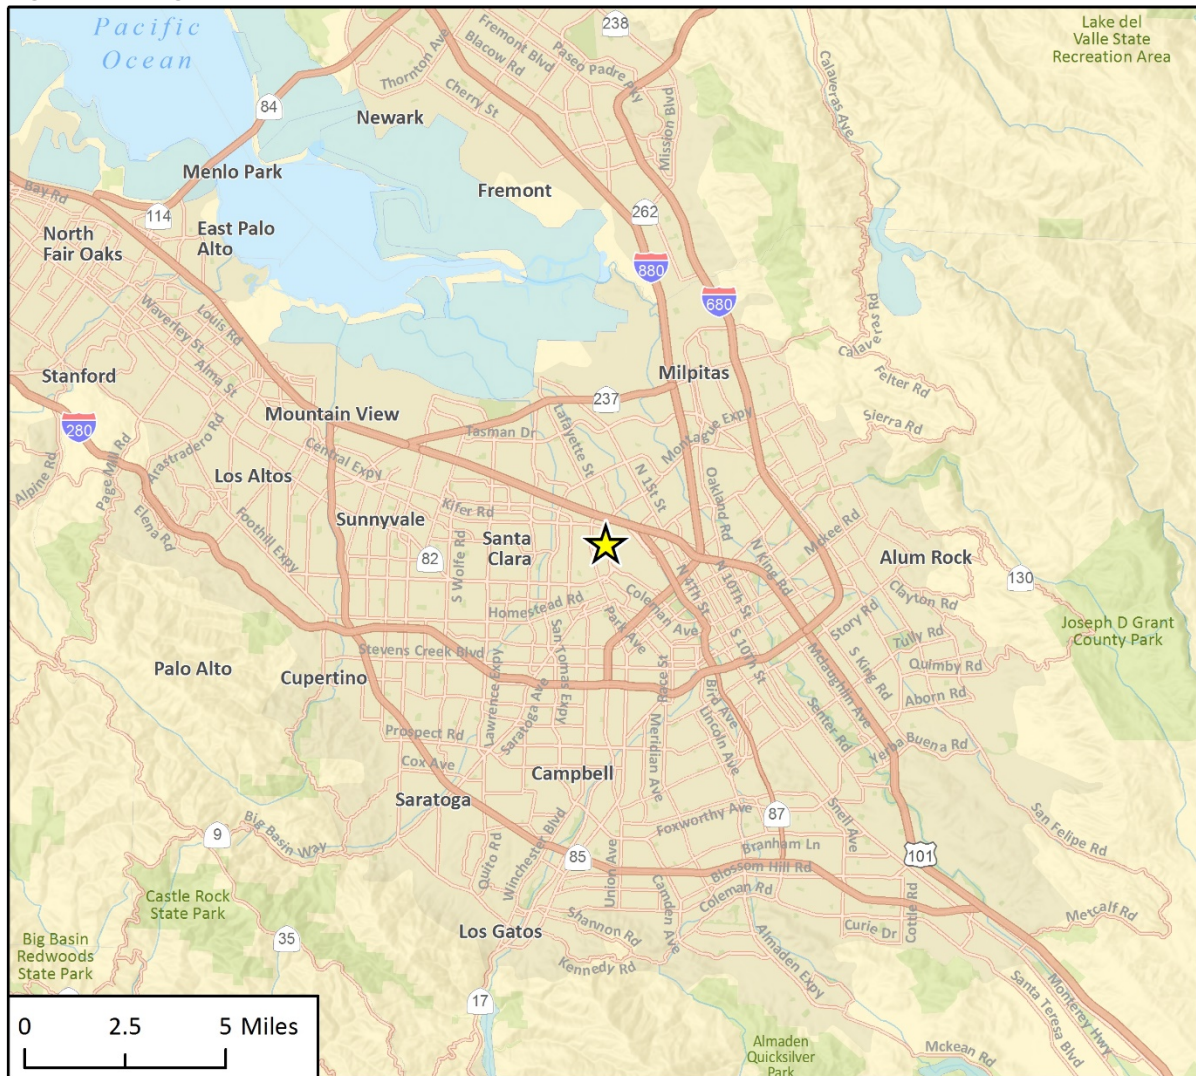 Pacific
Ocean
238
Lake del
Valle State
Recreation Area
Fremont Blvd
Blacow Rd
Paseo Padre Pky
Thornton Ave
Cherry St
Calaveras Ave
84
Newark
Mission Blvd
Menlo Park
Fremont
Bay Rd
114
East Palo
Alto
262
North
Fair Oaks
880
680
Waverley St
Louis Rd
Alma St
Calaveras Rd
Stanford
Milpitas
Felter Rd
237
Sierra Rd
Mountain View
280
Tasman Dr
Lafayette St
Montague Expy
Alpine Rd
Page Mill Rd
Arastradero Rd
Central Expy
Los Altos
N 1St St
Oakland Rd
Elena Rd
Foothill Expy
Kifer Rd
Sunnyvale
Santa
Clara
Mckee Rd
82
S Wolfe Rd
N King Rd
Alum Rock
130
N 4Th St
N 10Th St
Clayton Rd
Homestead Rd
Coleman Ave
Park Ave
Story Rd
Tully Rd
Joseph D Grant
County Park
San Tomas Expy
S 10Th St
Stevens Creek Blvd
Quimby Rd
Palo Alto
Cupertino
Lawrence Expy
Saratoga Ave
Race St
Bird Ave
Mclaughlin Ave
S King Rd
Aborn Rd
Lincoln Ave
Meridian Ave
Senter Rd
Prospect Rd
Yerba Buena Rd
Cox Ave
Campbell
Saratoga
Foxworthy Ave
87
Snell Ave
San Felipe Rd
9
Big Basin Way
Quito Rd
Winchester Blvd
Branham Ln
85
Union Ave
Blossom Hill Rd
101
Castle Rock
State Park
Camden Ave
Coleman Rd
Cottle Rd
Metcalf Rd
Los Gatos
Shannon Rd
Curie Dr
35
Big Basin
Redwoods
State Park
Kennedy Rd
Almaden Expy
17
Santa Teresa Blvd
Monterey Hwy
0 2.5 5 Miles
Almaden
Quicksilver
Park
Mckean Rd